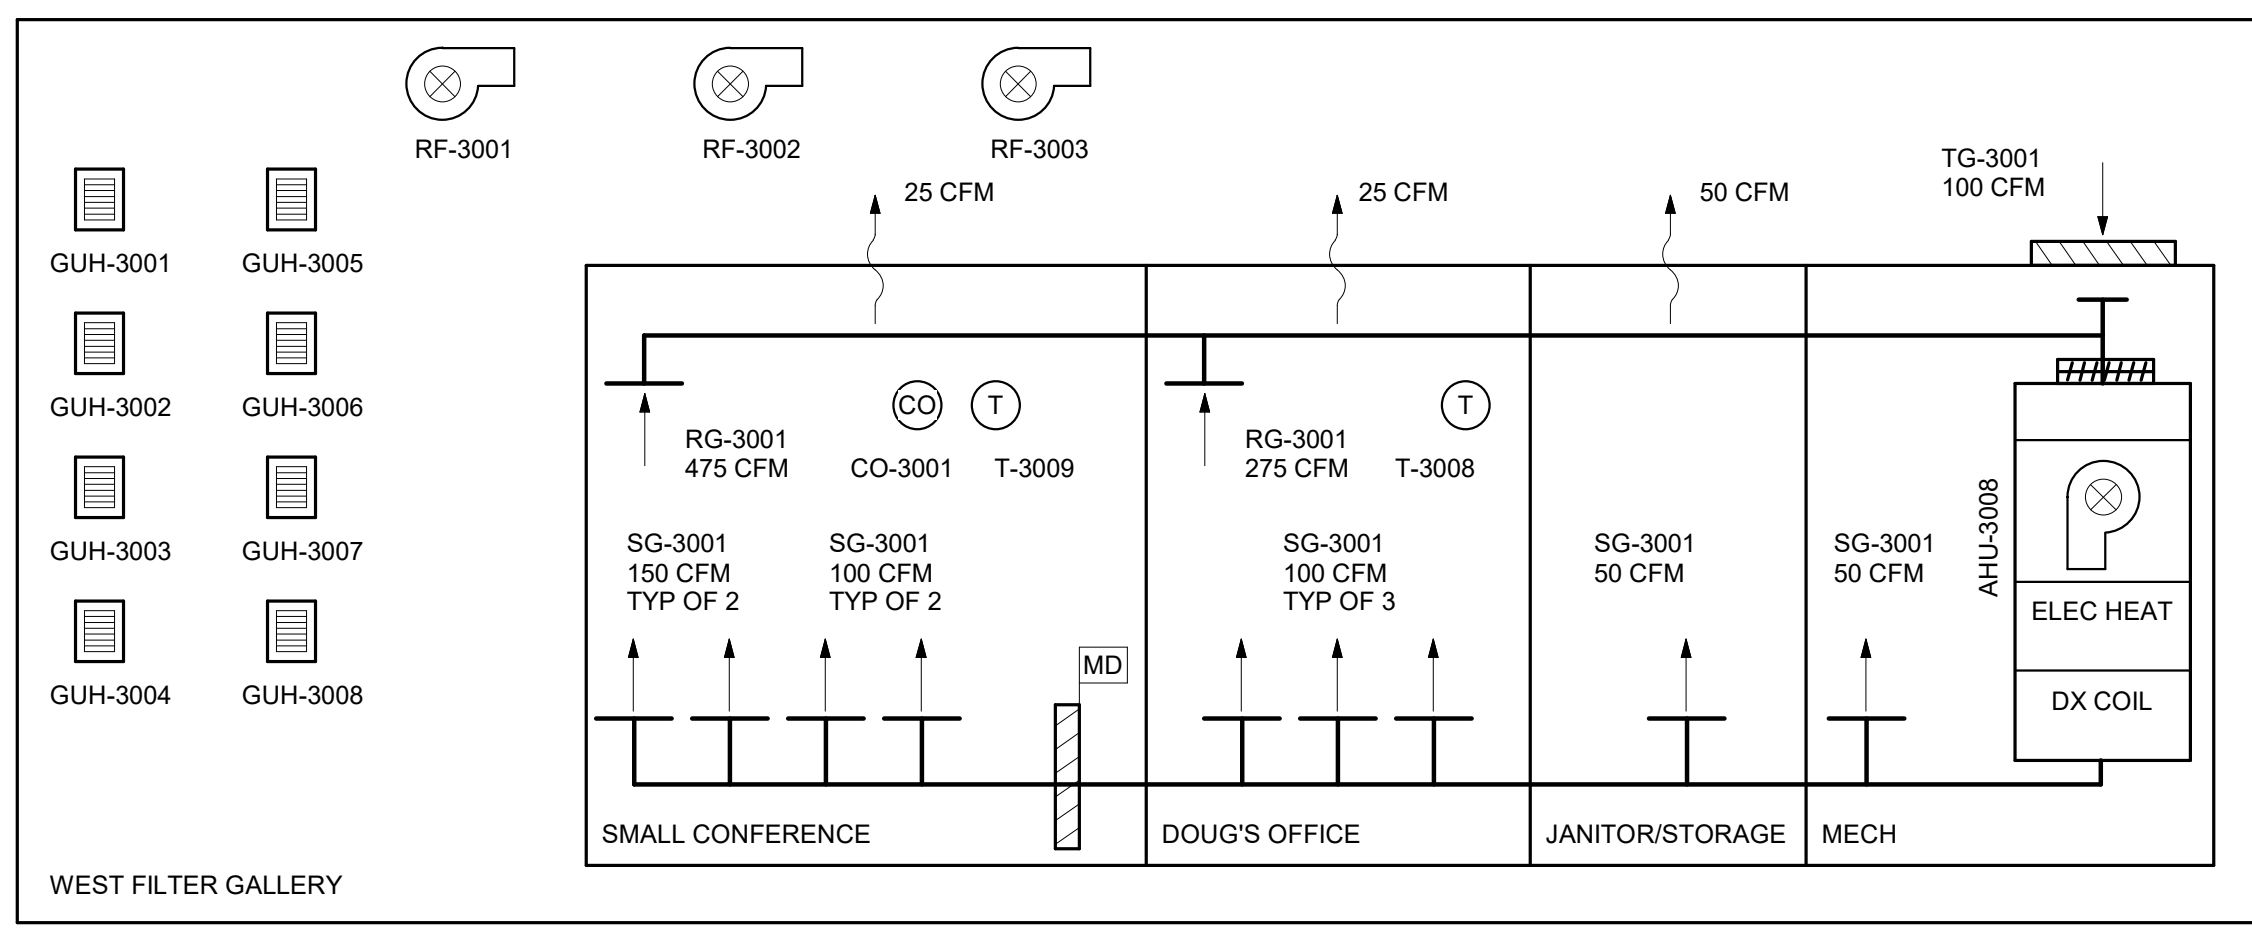 RF-3001
RF-3002
RF-3003
TG-3001
100 CFM
25 CFM
25 CFM
50 CFM
GUH-3001
GUH-3005
GUH-3002
GUH-3006
GUH-3003
GUH-3007
GUH-3004
GUH-3008
CO
T
T
RG-3001
475 CFM
CO-3001
T-3009
RG-3001
275 CFM
T-3008
SG-3001
150 CFM
TYP OF 2
SG-3001
100 CFM
TYP OF 2
SG-3001
100 CFM
TYP OF 3
SG-3001
50 CFM
SG-3001
50 CFM
AHU-3008
ELEC HEAT
DX COIL
MD
SMALL CONFERENCE
DOUG'S OFFICE
JANITOR/STORAGE
MECH
WEST FILTER GALLERY